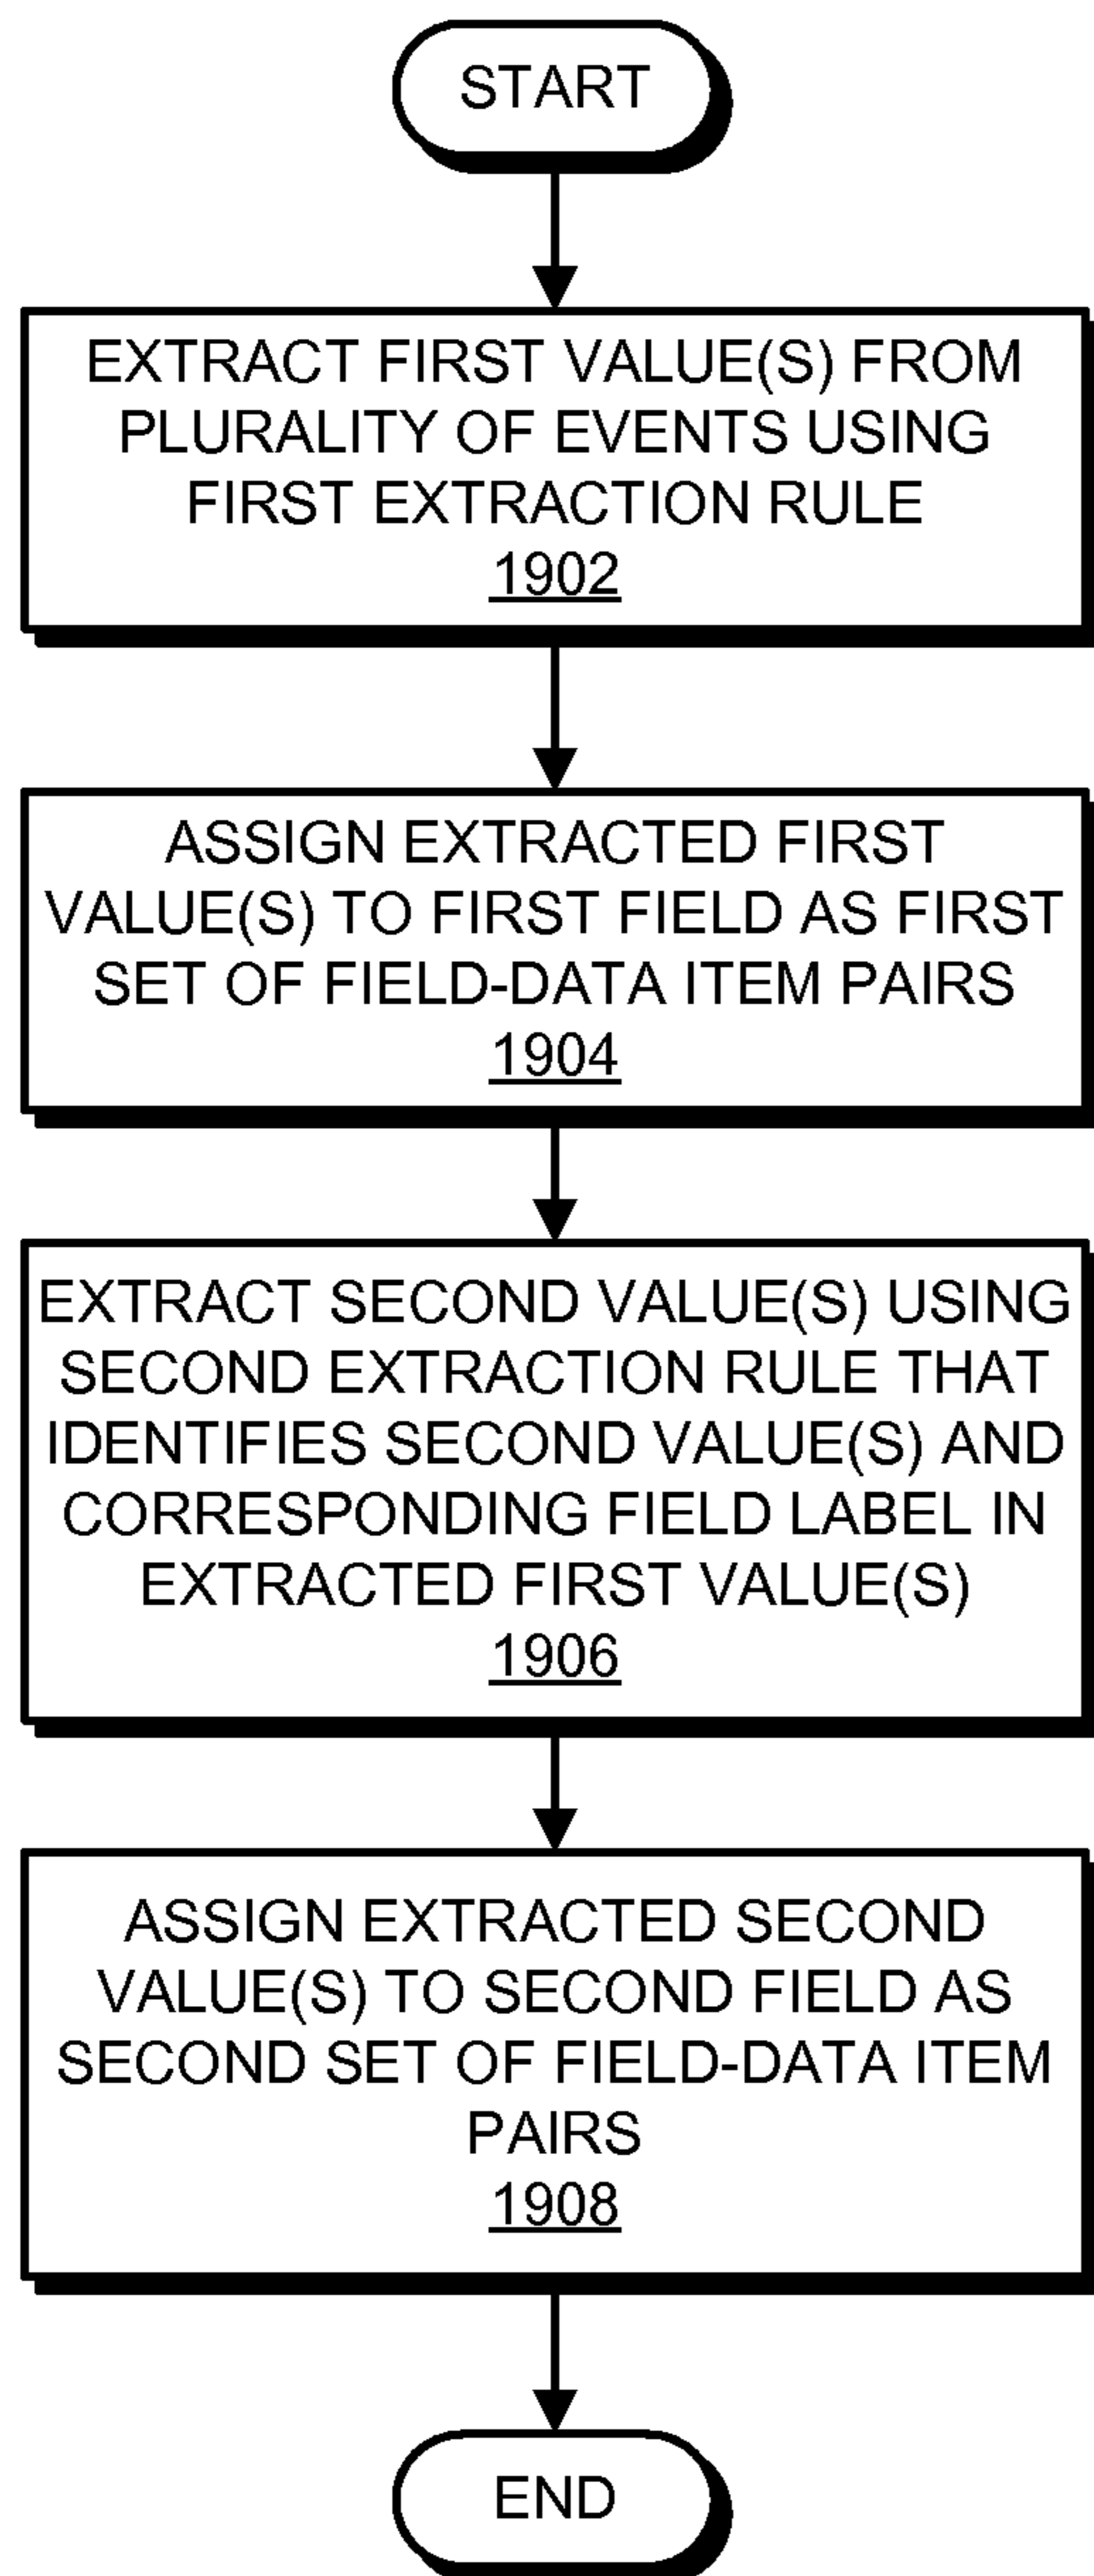 START
EXTRACT FIRST VALUE(S) FROM
PLURALITY OF EVENTS USING
FIRST EXTRACTION RULE
1902
ASSIGN EXTRACTED FIRST
VALUE(S) TO FIRST FIELD AS FIRST
SET OF FIELD-DATA ITEM PAIRS
1904
EXTRACT SECOND VALUE(S) USING
SECOND EXTRACTION RULE THAT
IDENTIFIES SECOND VALUE(S) AND
CORRESPONDING FIELD LABEL IN
EXTRACTED FIRST VALUE(S)
1906
ASSIGN EXTRACTED SECOND
VALUE(S) TO SECOND FIELD AS
SECOND SET OF FIELD-DATA ITEM
PAIRS
1908
END